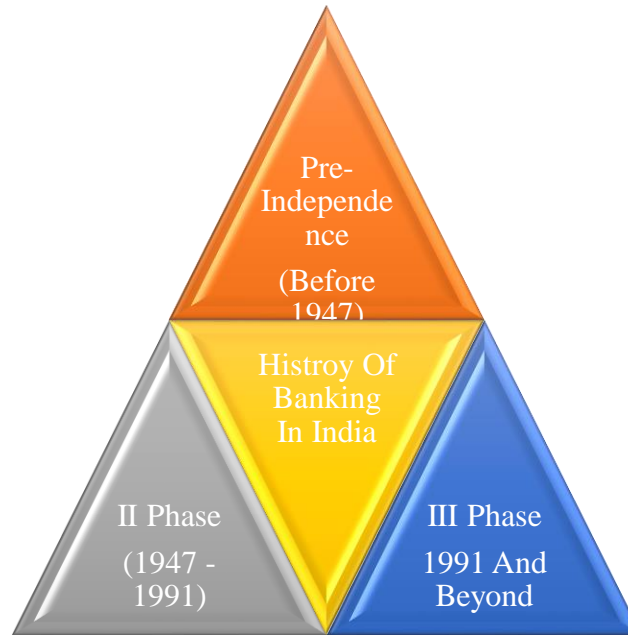 Pre-
Independe
nce
(Before
1947)
Histroy Of
Banking
In India
II Phase
(1947 -
1991)
III Phase
1991 And
Beyond